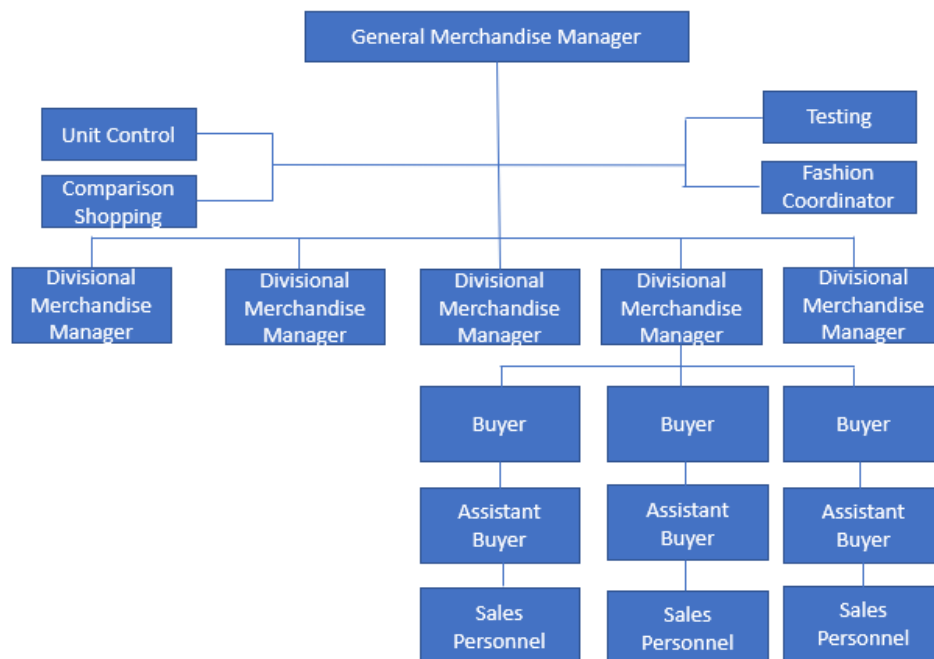 General Merchandise Manager
Unit Control
Testing
Comparison
Shopping
Fashion
Coordinator
Divisional
Merchandise
Manager
Divisional
Merchandise
Manager
Divisional
Merchandise
Manager
Divisional
Merchandise
Manager
Divisional
Merchandise
Manager
Buyer
Buyer
Buyer
Assistant
Buyer
Assistant
Buyer
Assistant
Buyer
Sales
Personnel
Sales
Personnel
Sales
Personnel